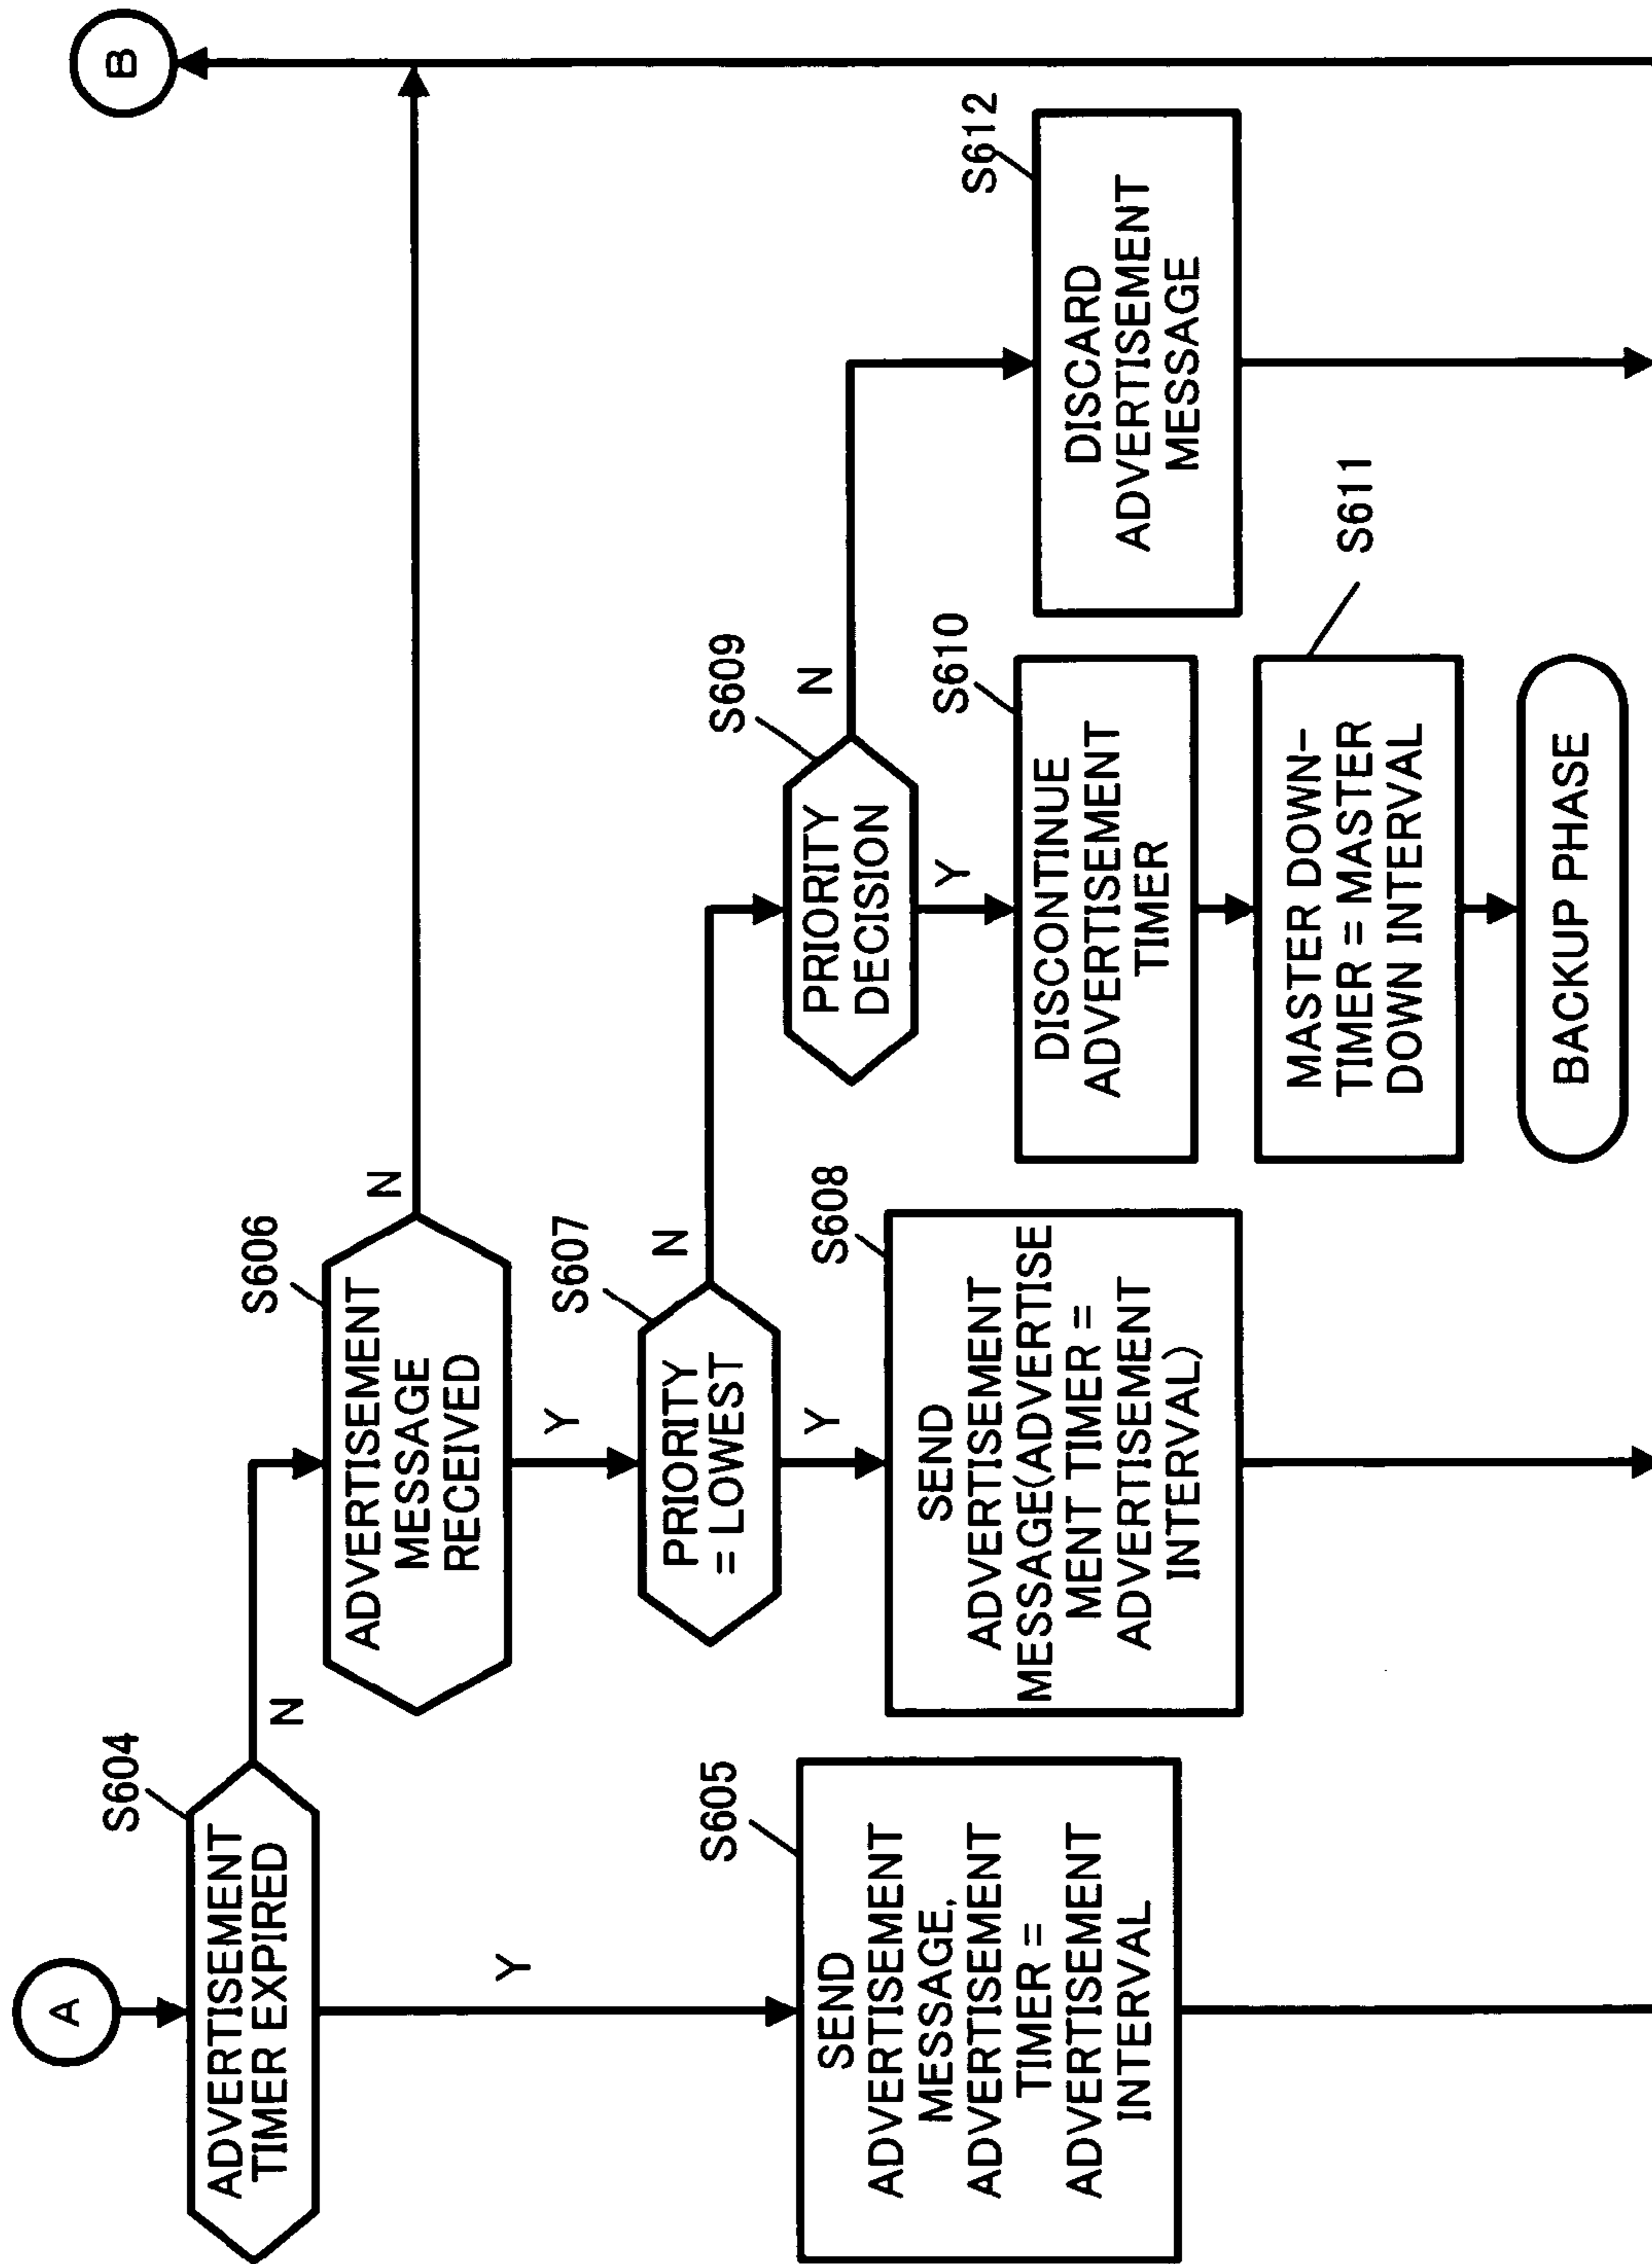 A
S604
ADVERTISEMENT
TIMER EXPIRED
N
Y
S605
SEND
ADVERTISEMENT
MESSAGE,
ADVERTISEMENT
TIMER =
ADVERTISEMENT
INTERVAL
S606
ADVERTISEMENT
MESSAGE
RECEIVED
N
Y
S607
PRIORITY
= LOWEST
N
Y
S608
SEND
ADVERTISEMENT
MESSAGE(ADVERTISE
MENT TIMER =
ADVERTISEMENT
INTERVAL)
S609
PRIORITY
DECISION
N
Y
S610
DISCONTINUE
ADVERTISEMENT
TIMER
S611
MASTER DOWN-
TIMER = MASTER
DOWN INTERVAL
BACKUP PHASE
S612
DISCARD
ADVERTISEMENT
MESSAGE
B